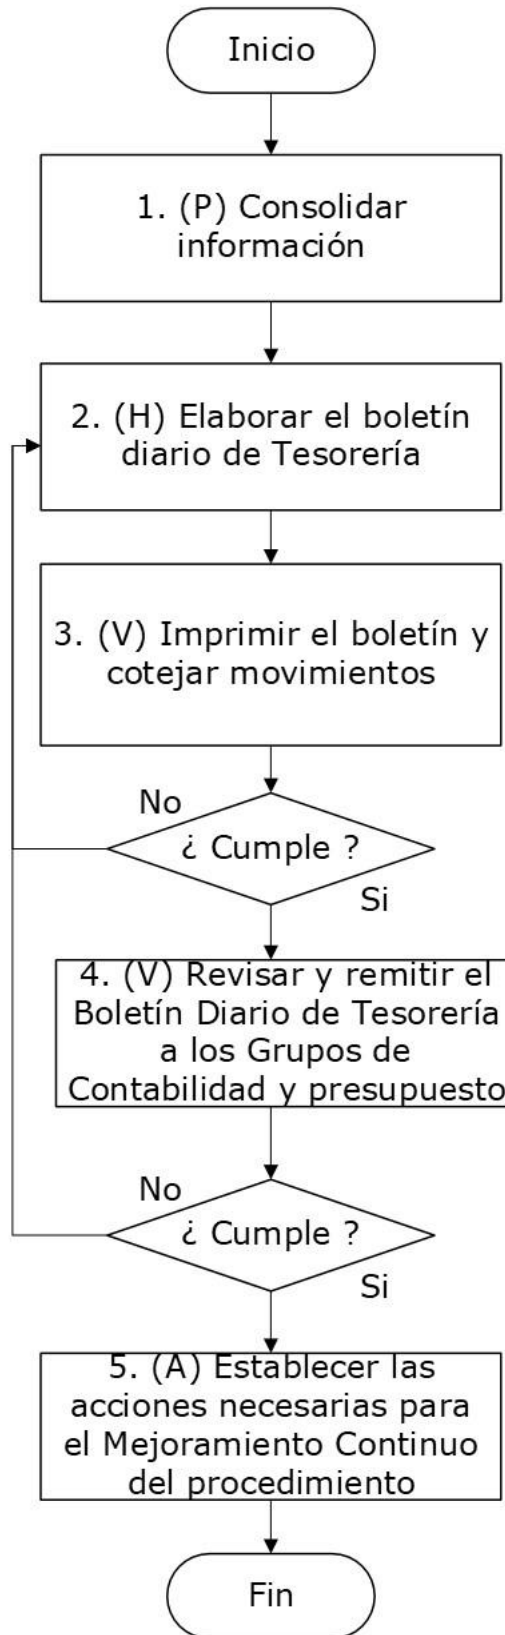 Inicio
1. (P) Consolidar
información
2. (H) Elaborar el boletín
diario de Tesorería
3. (V) Imprimir el boletín y
cotejar movimientos
No
¿ Cumple ?
Si
4. (V) Revisar y remitir el
Boletín Diario de Tesorería
a los Grupos de
Contabilidad y presupuesto
No
¿ Cumple ?
Si
5. (A) Establecer las
acciones necesarias para
el Mejoramiento Continuo
del procedimiento
Fin